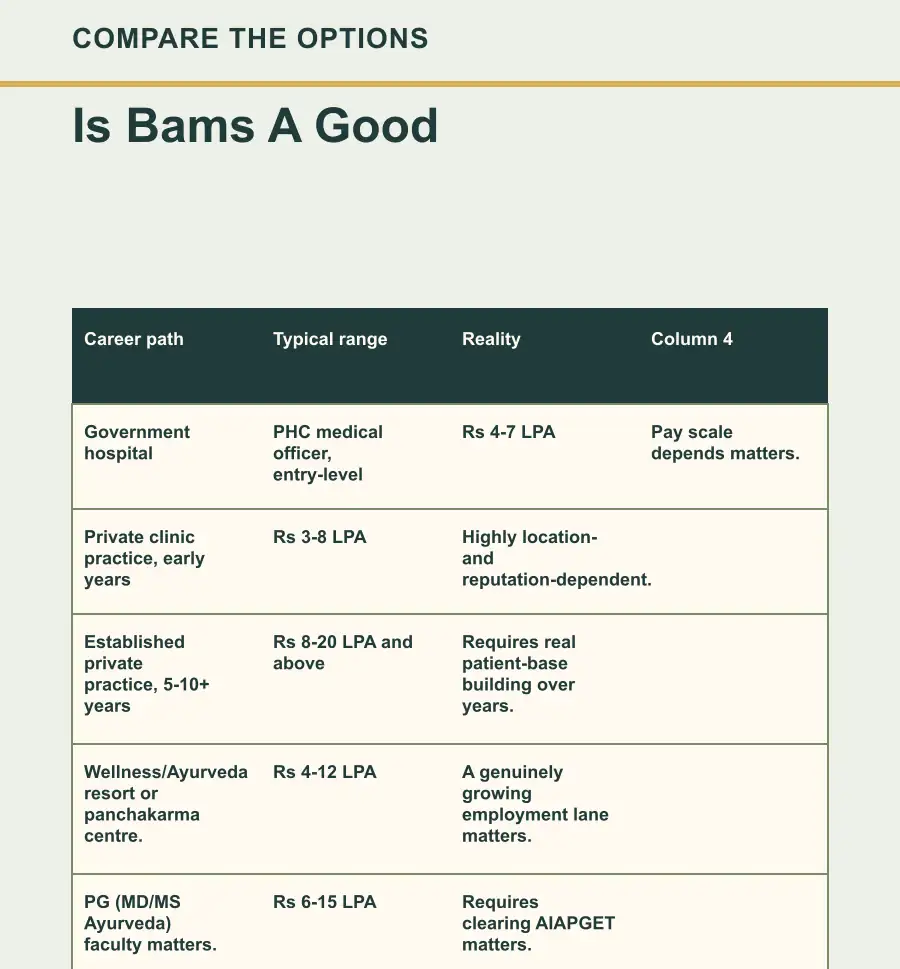 COMPARE THE OPTIONS
Is Bams A Good
Career path Typical range Reality Column 4
Government
hospital
PHC medical
officer,
entry-level
Rs 4-7 LPA
Pay scale
depends matters.
Private clinic
practice, early
years
Rs 3-8 LPA
Highly location-
and
reputation-dependent.
Established
private
practice, 5-10+
years
Rs 8-20 LPA and
above
Requires real
patient-base
building over
years.
Wellness/Ayurveda
resort or
panchakarma
centre.
Rs 4-12 LPA
A genuinely
growing
employment lane
matters.
PG (MD/MS
Ayurveda)
faculty matters.
Rs 6-15 LPA
Requires
clearing AIAPGET
matters.